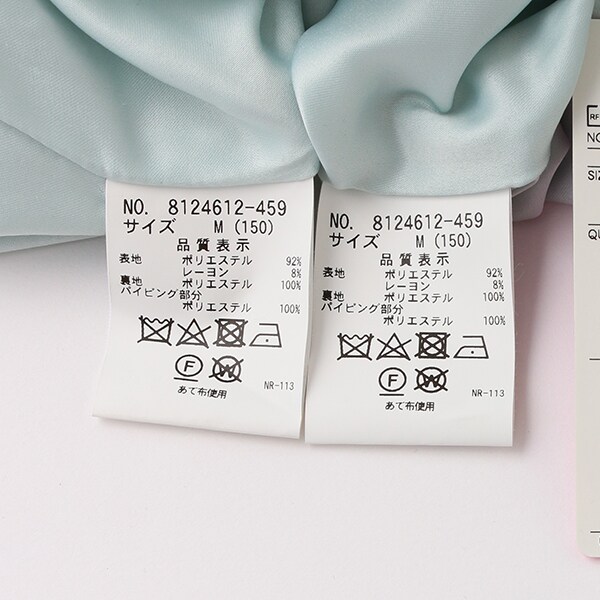 NO. 8124612-459
サイズ M (150)
品質表示
表地 ポリエステル 92%
レーヨン 8%
裏地 ポリエステル 100%
パイピング部分
ポリエステル 100%
F W
NR-113
あて布使用
NO. 8124612-459
サイズ M (150)
品質表示
表地 ポリエステル 92%
レーヨン 8%
裏地 ポリエステル 100%
パイピング部分
ポリエステル 100%
F W
NR-113
あて布使用